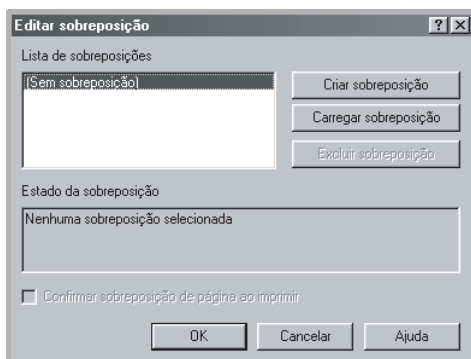 Editar sobreposição
Lista de sobreposições
(Sem sobreposição)
Criar sobreposição
Carregar sobreposição
Excluir sobreposição
Estado da sobreposição
Nenhuma sobreposição selecionada
Confirmar sobreposição de página ao imprimir
OK Cancelar Ajuda